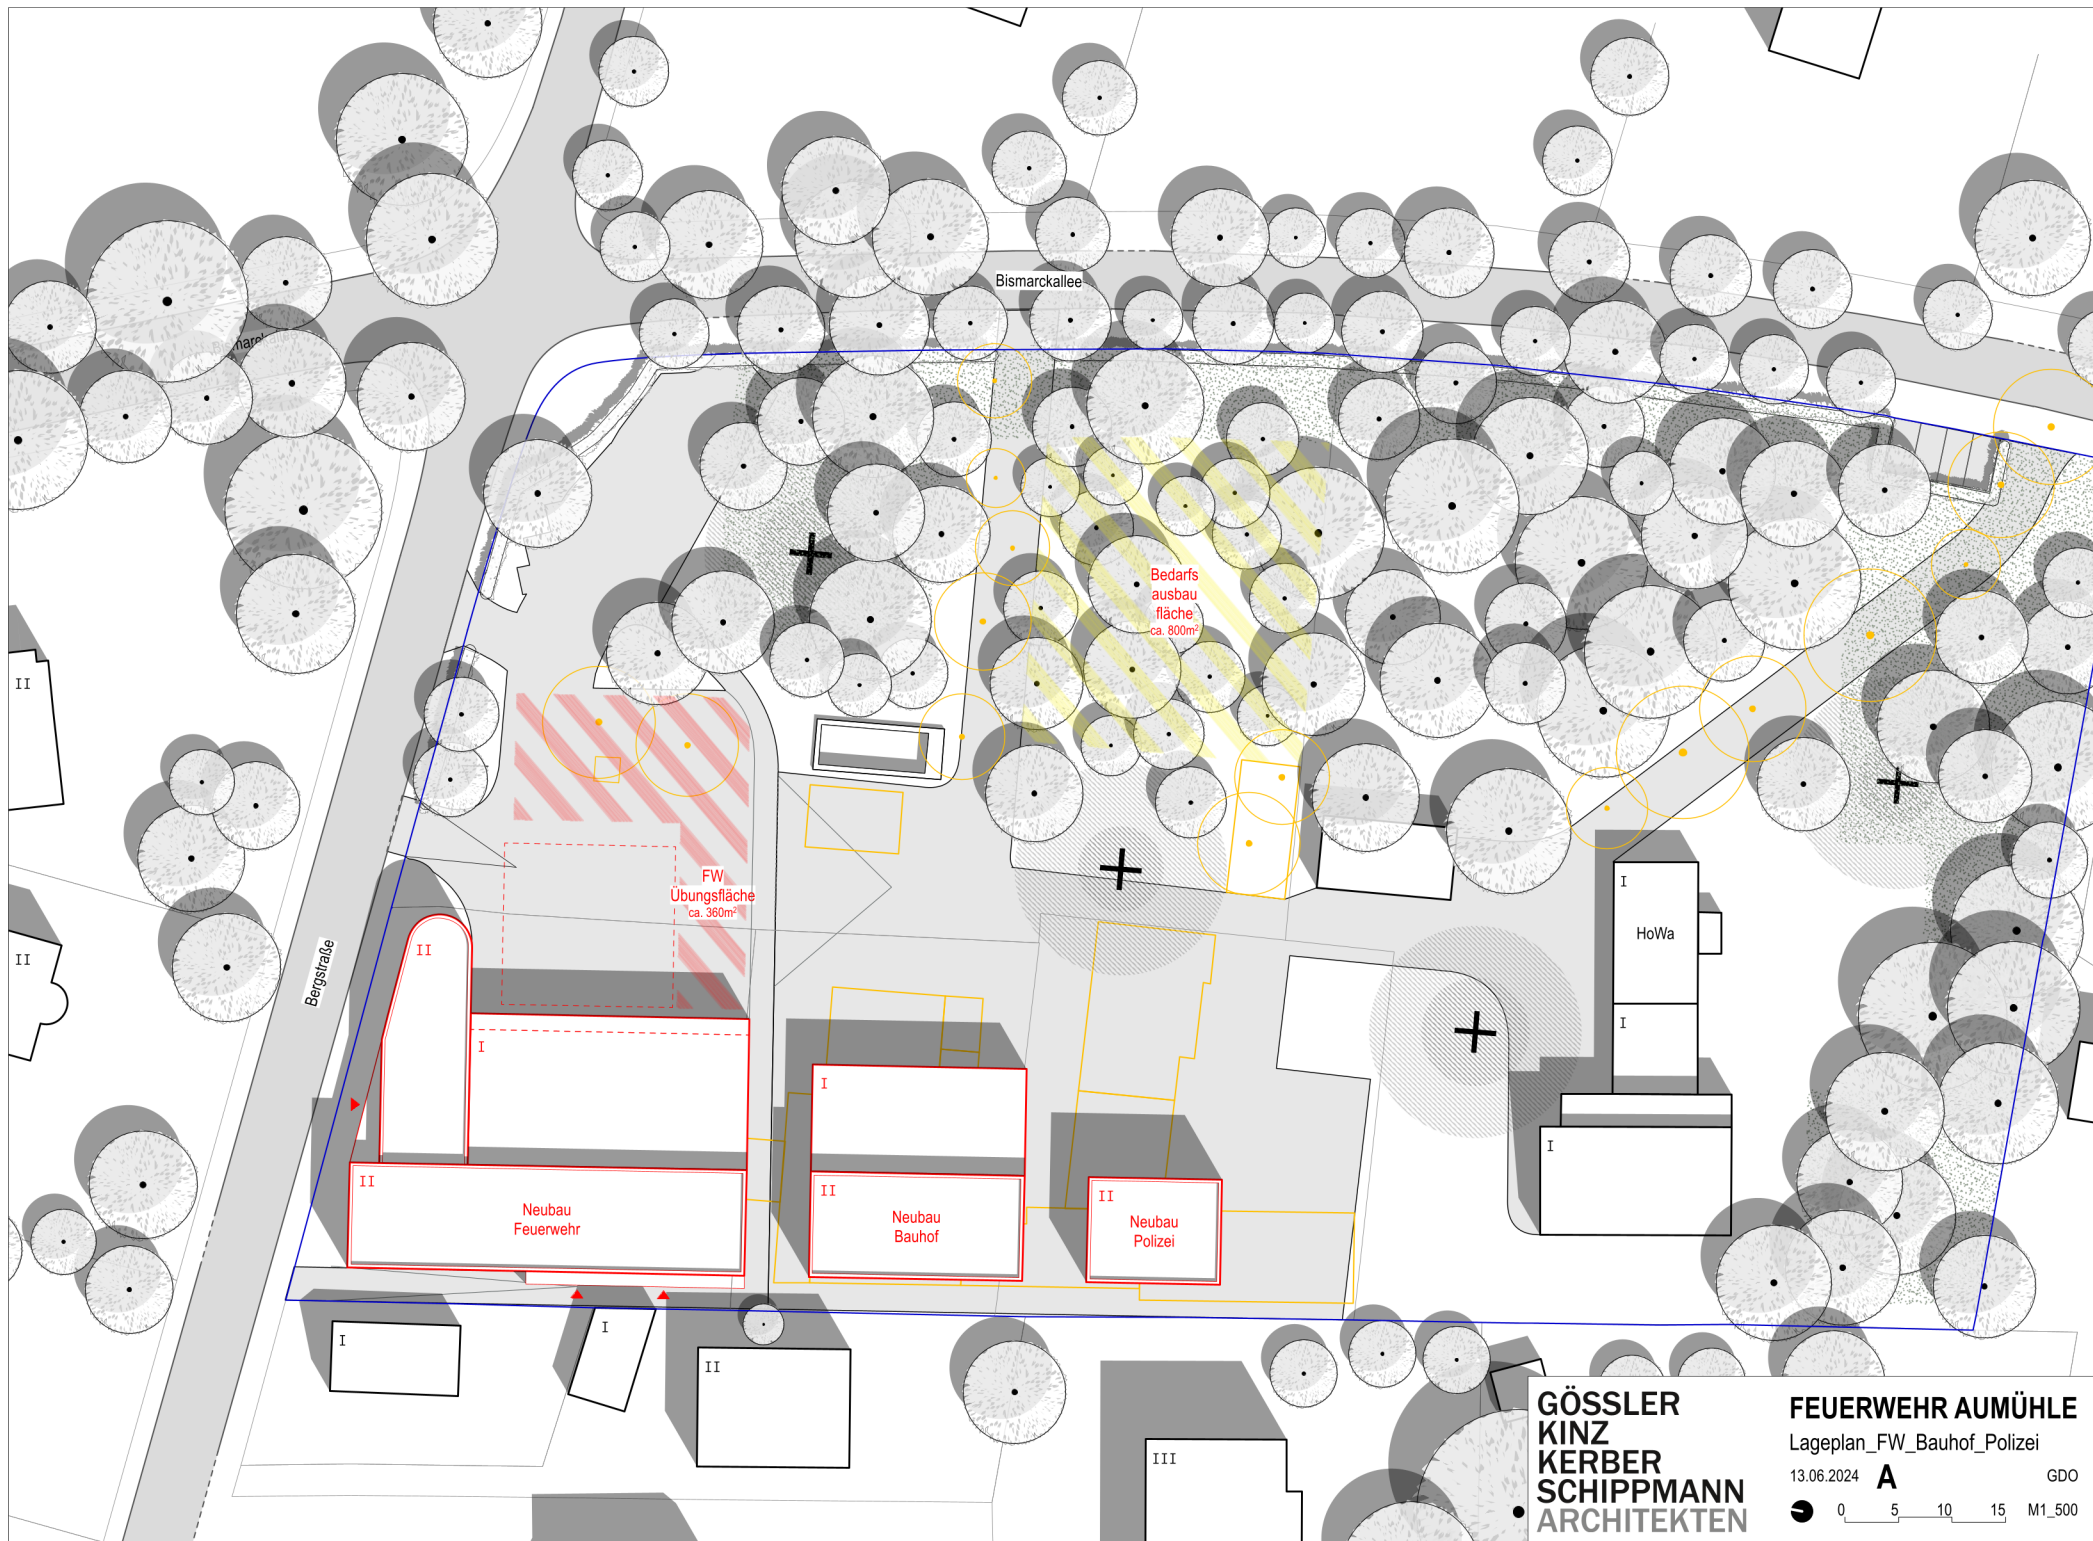 Bismarckallee
Bedarfs
ausbau
fläche
ca. 800m²
II
FW
Übungsfläche
ca. 360m²
I
HoWa
II
II
Bergstraße
I
I
I
I
II
II
II
Neubau
Feuerwehr
Neubau
Bauhof
Neubau
Polizei
I
I
II
III
GÖSSLER
KINZ
KERBER
SCHIPPMANN
ARCHITEKTEN
FEUERWEHR AUMÜHLE
Lageplan_FW_Bauhof_Polizei
13.06.2024 A GDO
0 5 10 15 M1_500